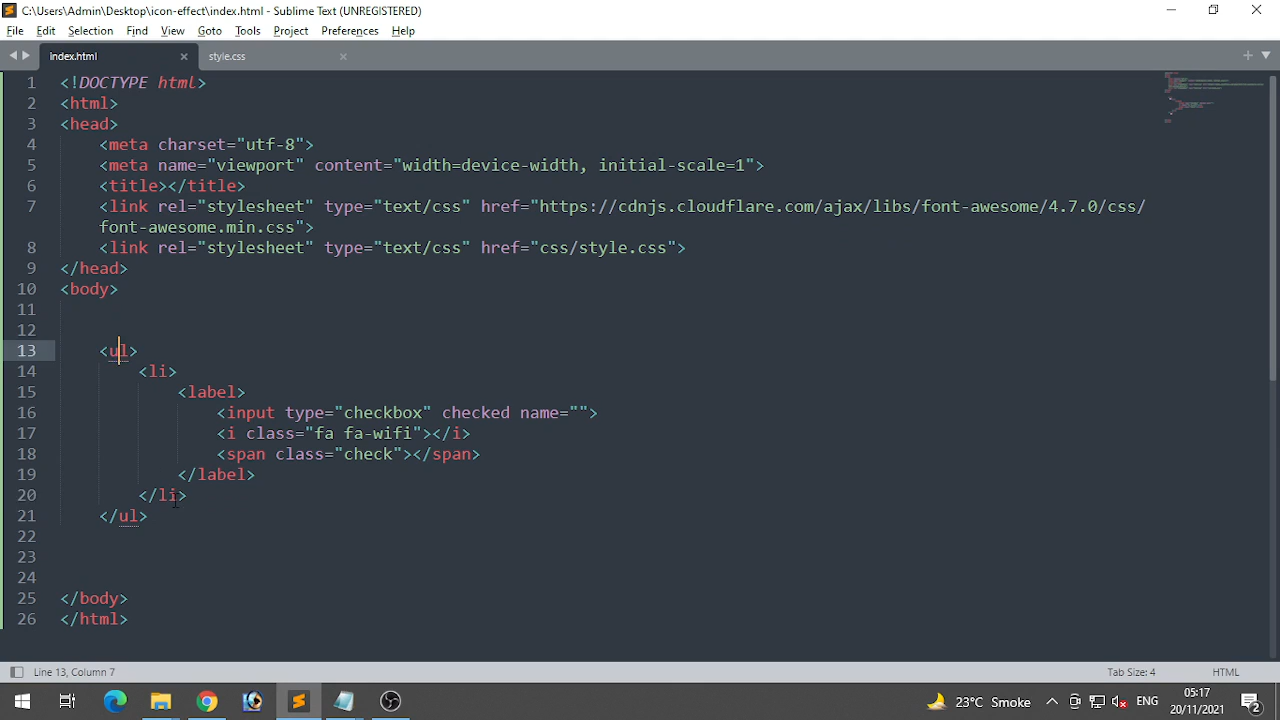 C:\Users\Admin\Desktop\icon-effect\index.html - Sublime Text (UNREGISTERED)
File Edit Selection Find View Goto Tools Project Preferences Help
index.html style.css
1 <!DOCTYPE html>
2 <html>
3 <head>
4 <meta charset="utf-8">
5 <meta name="viewport" content="width=device-width, initial-scale=1">
6 <title></title>
7 <link rel="stylesheet" type="text/css" href="https://cdnjs.cloudflare.com/ajax/libs/font-awesome/4.7.0/css/
font-awesome.min.css">
8 <link rel="stylesheet" type="text/css" href="css/style.css">
9 </head>
10 <body>
11
12
13 <ul>
14 <li>
15 <label>
16 <input type="checkbox" checked name="">
17 <i class="fa fa-wifi"></i>
18 <span class="check"></span>
19 </label>
20 </li>
21 </ul>
22
23
24
25 </body>
26 </html>
Line 13, Column 7 Tab Size: 4 HTML
23°C Smoke ENG 05:17
20/11/2021 2